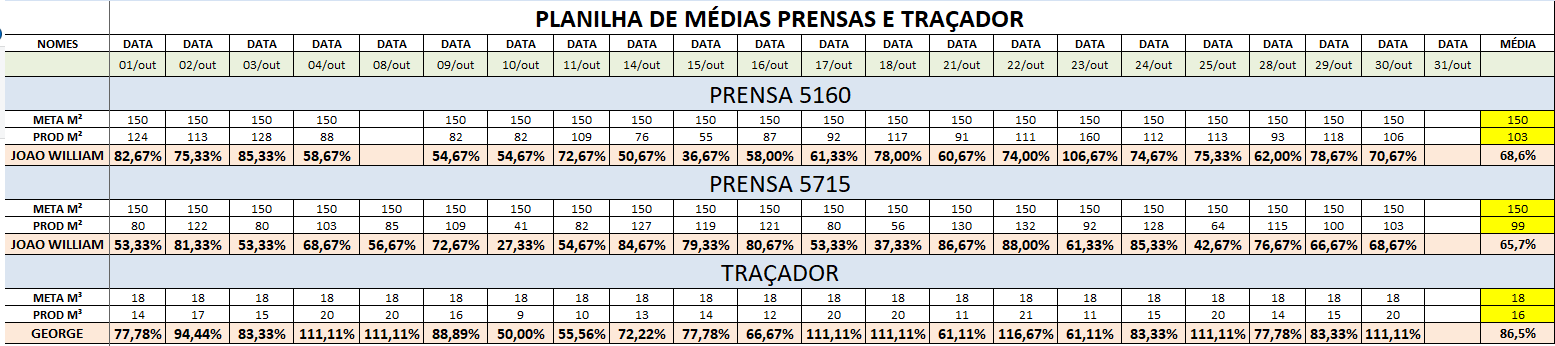 PLANILHA DE MÉDIAS PRENSAS E TRAÇADOR
NOMES DATA DATA DATA DATA DATA DATA DATA DATA DATA DATA DATA DATA DATA DATA DATA DATA DATA DATA DATA DATA DATA DATA MÉDIA
01/out 02/out 03/out 04/out 08/out 09/out 10/out 11/out 14/out 15/out 16/out 17/out 18/out 21/out 22/out 23/out 24/out 25/out 28/out 29/out 30/out 31/out
PRENSA 5160
META M² 150 150 150 150 150 150 150 150 150 150 150 150 150 150 150 150 150 150 150 150 150
PROD M² 124 113 128 88 82 82 109 76 55 87 92 117 91 111 160 112 113 93 118 106 103
JOAO WILLIAM 82,67% 75,33% 85,33% 58,67% 54,67% 54,67% 72,67% 50,67% 36,67% 58,00% 61,33% 78,00% 60,67% 74,00% 106,67% 74,67% 75,33% 62,00% 78,67% 70,67% 68,6%
PRENSA 5715
META M² 150 150 150 150 150 150 150 150 150 150 150 150 150 150 150 150 150 150 150 150 150 150
PROD M² 80 122 80 103 85 109 41 82 127 119 121 80 56 130 132 92 128 64 115 100 103 99
JOAO WILLIAM 53,33% 81,33% 53,33% 68,67% 56,67% 72,67% 27,33% 54,67% 84,67% 79,33% 80,67% 53,33% 37,33% 86,67% 88,00% 61,33% 85,33% 42,67% 76,67% 66,67% 68,67% 65,7%
TRAÇADOR
META M³ 18 18 18 18 18 18 18 18 18 18 18 18 18 18 18 18 18 18 18 18 18 18
PROD M³ 14 17 15 20 20 16 9 10 13 14 12 20 20 11 21 11 15 20 14 15 20 16
GEORGE 77,78% 94,44% 83,33% 111,11% 111,11% 88,89% 50,00% 55,56% 72,22% 77,78% 66,67% 111,11% 111,11% 61,11% 116,67% 61,11% 83,33% 111,11% 77,78% 83,33% 111,11% 86,5%